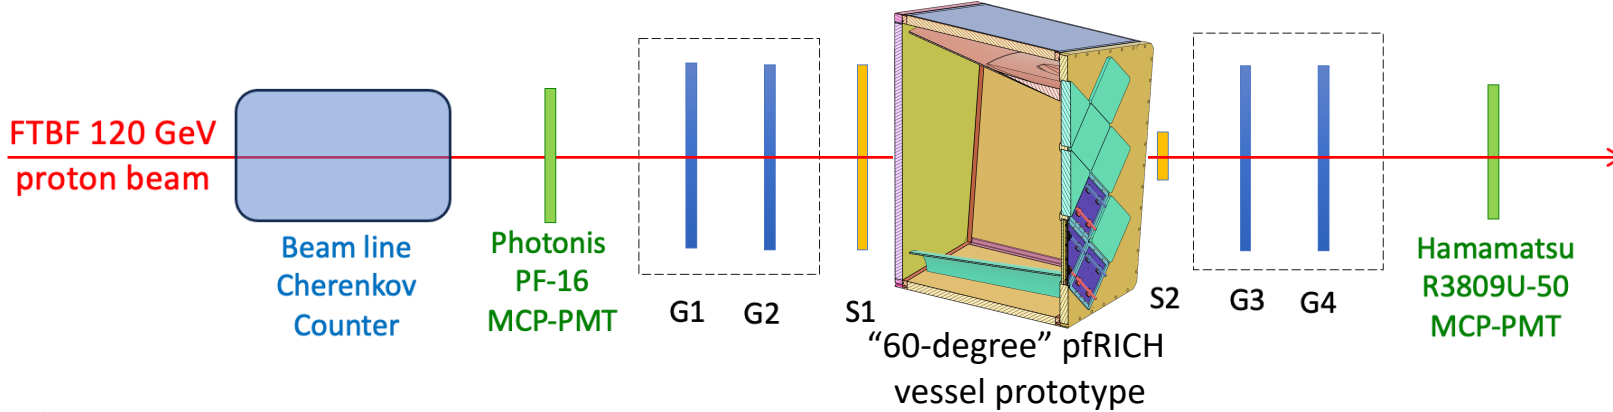 FTBF 120 GeV
proton beam
Beam line
Cherenkov
Counter
Photonis
PF-16
MCP-PMT
G1
G2
S1
"60-degree" pfRICH
vessel prototype
S2
G3
G4
Hamamatsu
R3809U-50
MCP-PMT